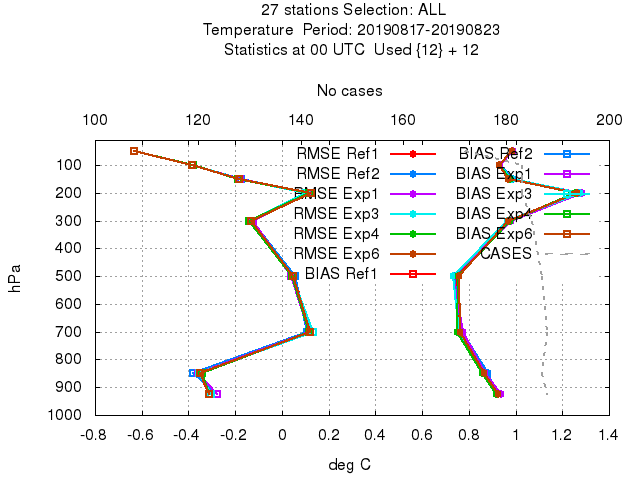 27 stations Selection: ALL
Temperature  Period: 20190817-20190823
Statistics at 00 UTC  Used {12} + 12
No cases
100 120 140 160 180 200
RMSE Ref1 BIAS Ref2
RMSE Ref2 BIAS Exp1
RMSE Exp1 BIAS Exp3
RMSE Exp3 BIAS Exp4
RMSE Exp4 BIAS Exp6
RMSE Exp6 CASES
BIAS Ref1
hPa
100
200
300
400
500
600
700
800
900
1000
-0.8 -0.6 -0.4 -0.2 0 0.2 0.4 0.6 0.8 1 1.2 1.4
deg C